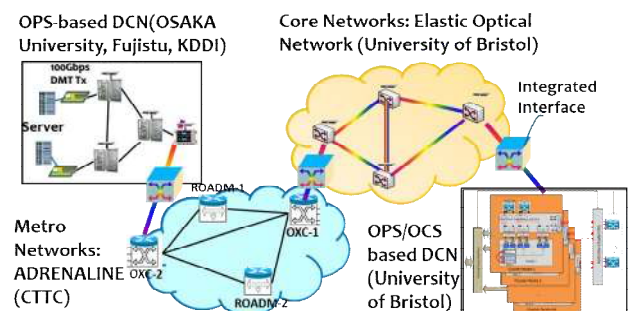 OPS-based DCN(OSAKA
University, Fujistu, KDDI)
Core Networks: Elastic Optical
Network (University of Bristol)
100Gbps
DMT Tx
Server
Integrated
Interface
ROADM-1
OXC-1
OXC-2
ROADM-2
Metro
Networks:
ADRENALINE
(CTTC)
OPS/OCS
based DCN
(University
of Bristol)